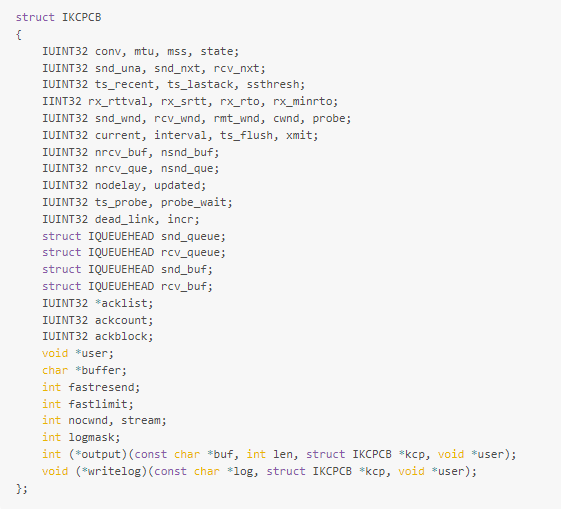 struct IKCPCB
{
    IUINT32 conv, mtu, mss, state;
    IUINT32 snd_una, snd_nxt, rcv_nxt;
    IUINT32 ts_recent, ts_lastack, ssthresh;
    IINT32 rx_rttval, rx_srtt, rx_rto, rx_minrto;
    IUINT32 snd_wnd, rcv_wnd, rmt_wnd, cwnd, probe;
    IUINT32 current, interval, ts_flush, xmit;
    IUINT32 nrcv_buf, nsnd_buf;
    IUINT32 nrcv_que, nsnd_que;
    IUINT32 nodelay, updated;
    IUINT32 ts_probe, probe_wait;
    IUINT32 dead_link, incr;
    struct IQUEUEHEAD snd_queue;
    struct IQUEUEHEAD rcv_queue;
    struct IQUEUEHEAD snd_buf;
    struct IQUEUEHEAD rcv_buf;
    IUINT32 *acklist;
    IUINT32 ackcount;
    IUINT32 ackblock;
    void *user;
    char *buffer;
    int fastresend;
    int fastlimit;
    int nocwnd, stream;
    int logmask;
    int (*output)(const char *buf, int len, struct IKCPCB *kcp, void *user);
    void (*writelog)(const char *log, struct IKCPCB *kcp, void *user);
};